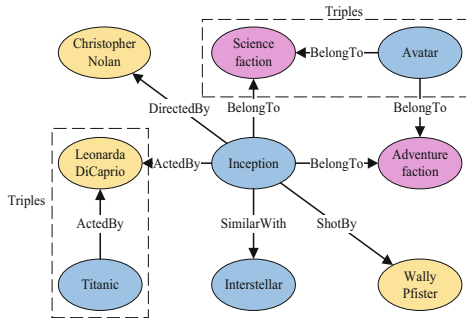 Triples
Christopher
Nolan
Science
faction
BelongTo
Avatar
DirectedBy
BelongTo
BelongTo
Triples
Leonarda
DiCaprio
ActedBy
Inception
BelongTo
Adventure
faction
ActedBy
SimilarWith
ShotBy
Titanic
Interstellar
Wally
Pfister